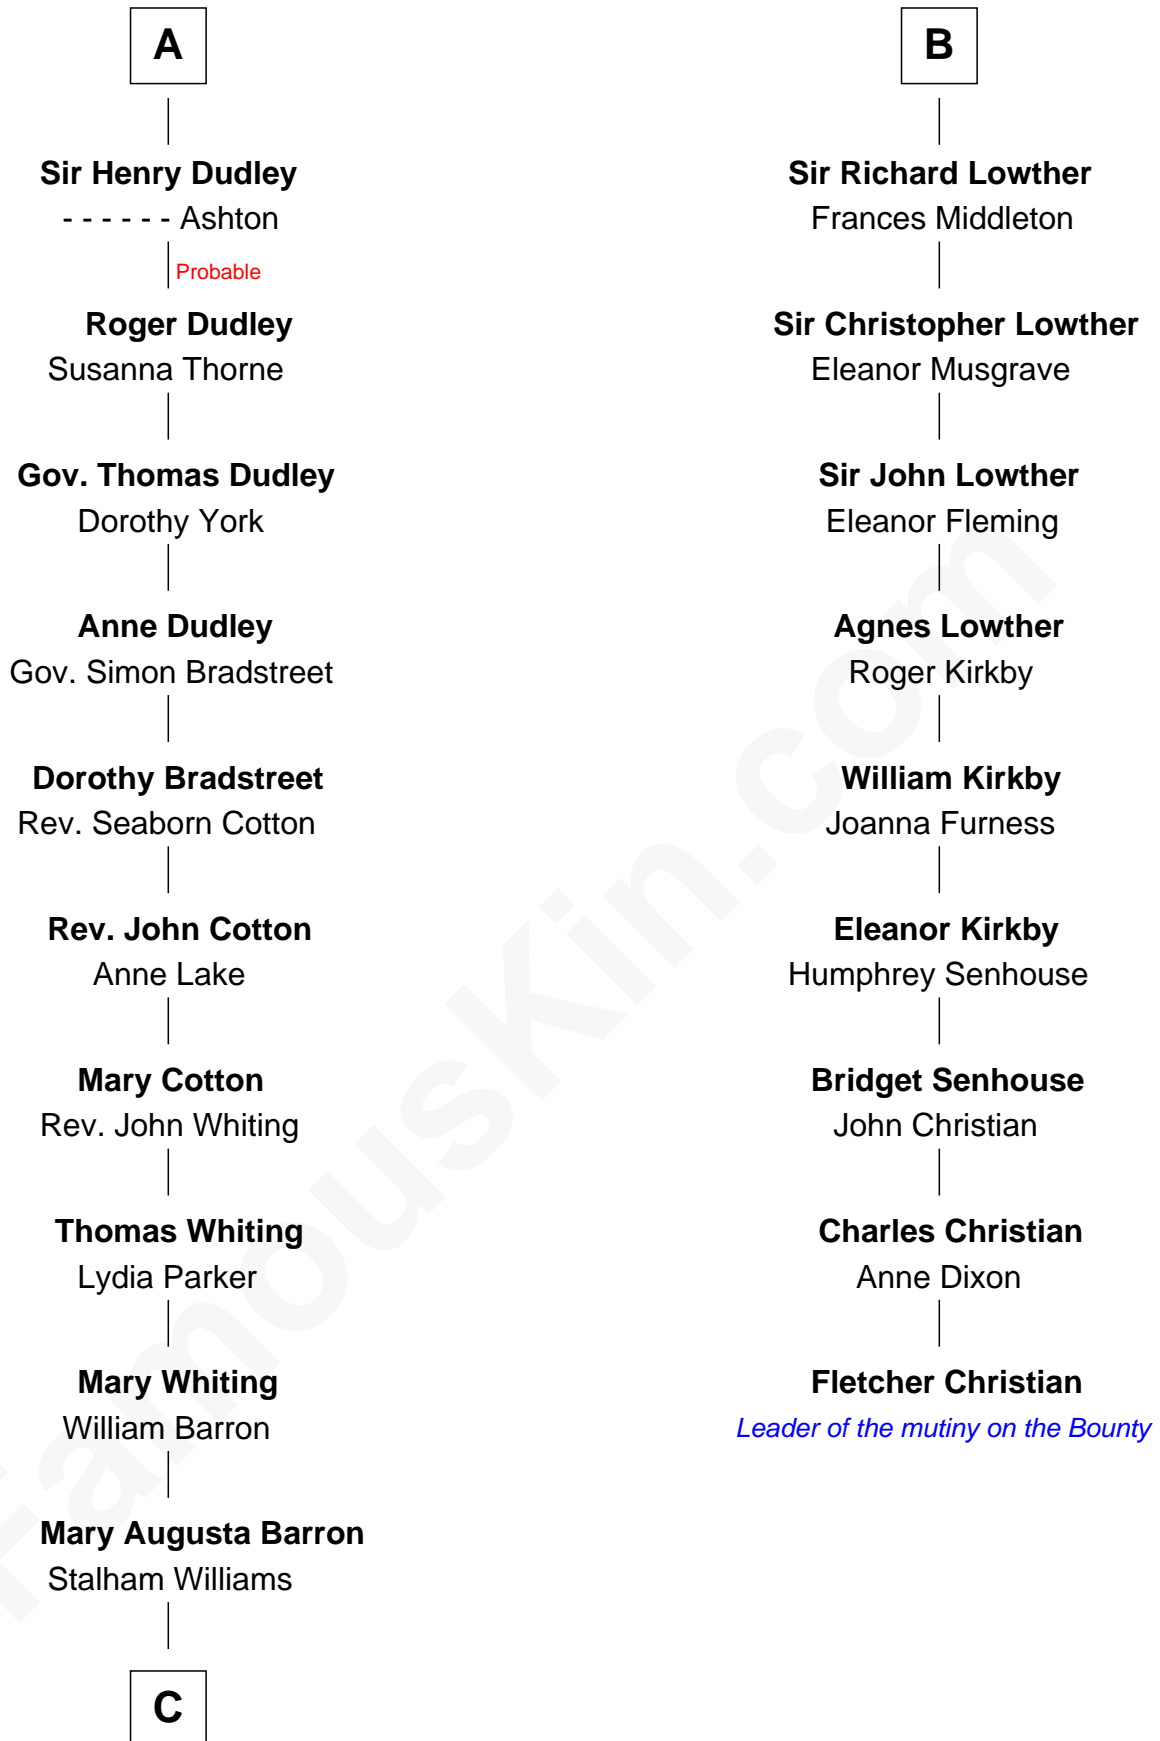 A
Sir Henry Dudley
- - - - - - Ashton
Probable
Roger Dudley
Susanna Thorne
Gov. Thomas Dudley
Dorothy York
Anne Dudley
Gov. Simon Bradstreet
Dorothy Bradstreet
Rev. Seaborn Cotton
Rev. John Cotton
Anne Lake
Mary Cotton
Rev. John Whiting
Thomas Whiting
Lydia Parker
Mary Whiting
William Barron
Mary Augusta Barron
Stalham Williams
C
B
Sir Richard Lowther
Frances Middleton
Sir Christopher Lowther
Eleanor Musgrave
Sir John Lowther
Eleanor Fleming
Agnes Lowther
Roger Kirkby
William Kirkby
Joanna Furness
Eleanor Kirkby
Humphrey Senhouse
Bridget Senhouse
John Christian
Charles Christian
Anne Dixon
Fletcher Christian
Leader of the mutiny on the Bounty
FamousKin.com